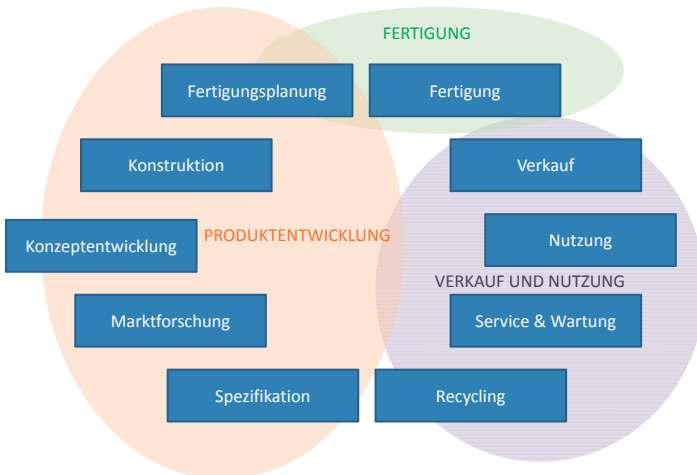 FERTIGUNG
Fertigungsplanung
Fertigung
Konstruktion
Verkauf
Konzeptentwicklung
PRODUKTENTWICKLUNG
Nutzung
VERKAUF UND NUTZUNG
Marktforschung
Service & Wartung
Spezifikation
Recycling